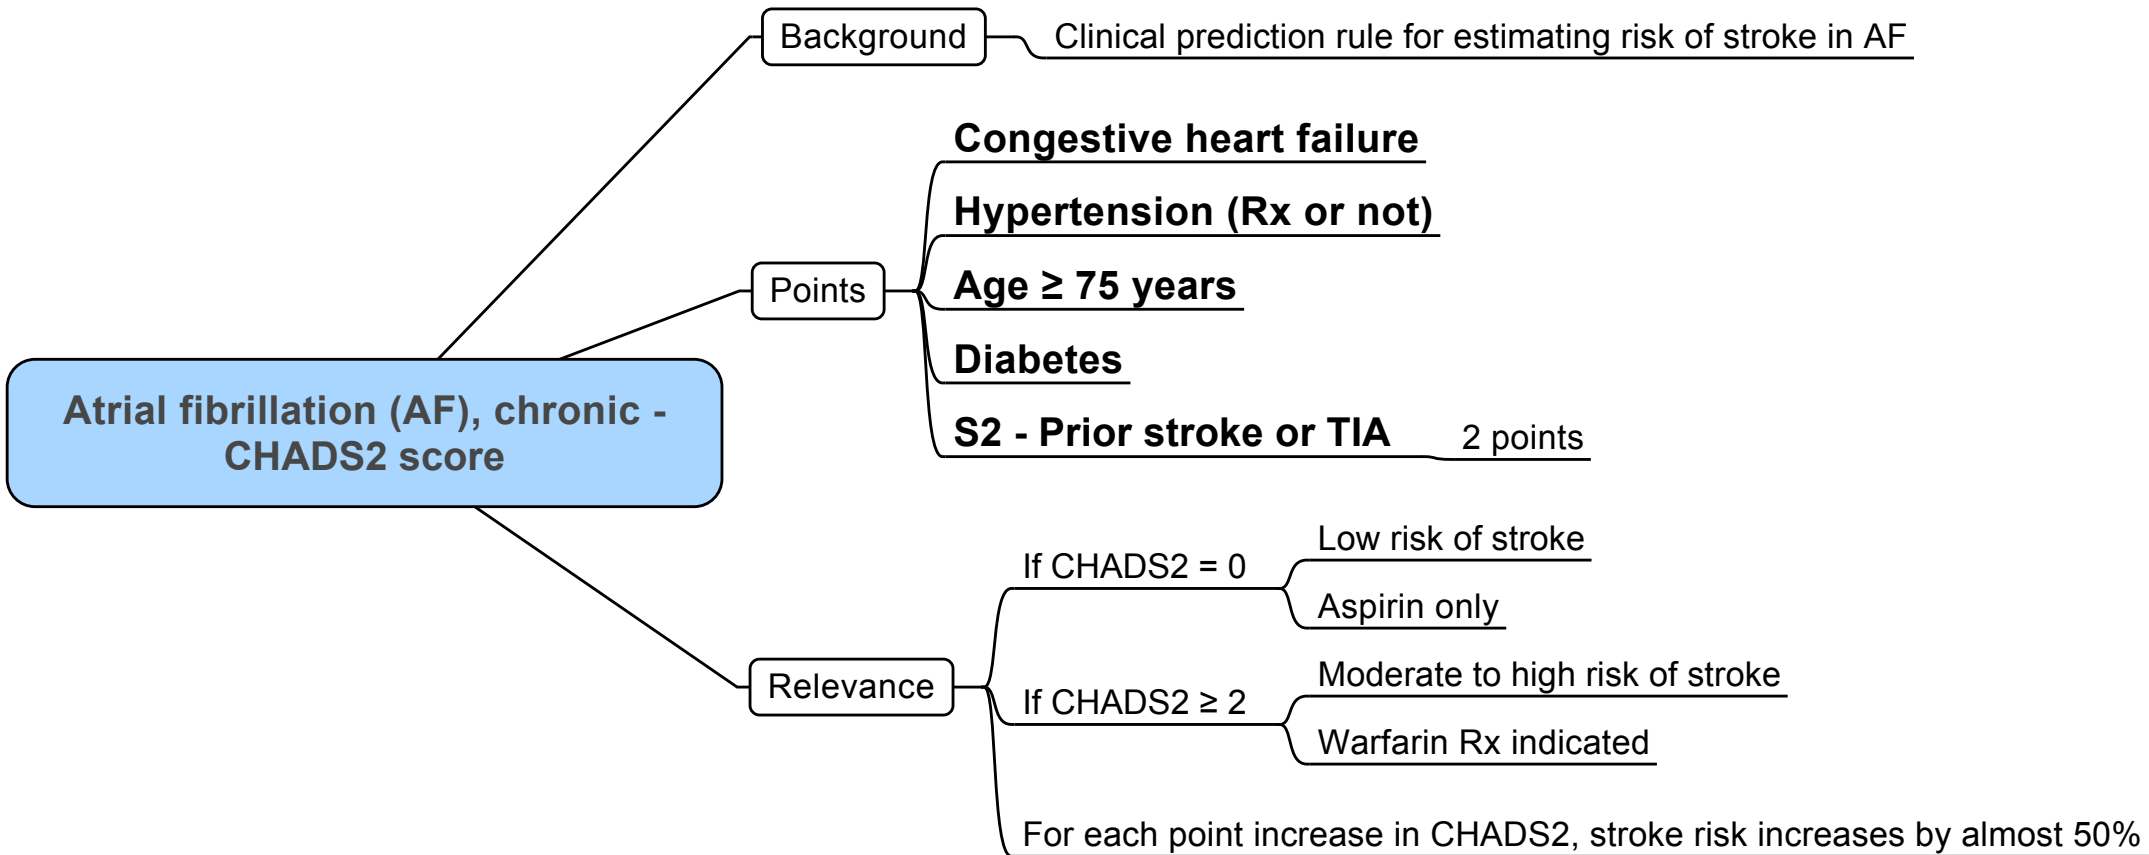 Background
Clinical prediction rule for estimating risk of stroke in AF
Congestive heart failure
Hypertension (Rx or not)
Points
Age ≥ 75 years
Diabetes
S2 - Prior stroke or TIA
2 points
Atrial fibrillation (AF), chronic -
CHADS2 score
Relevance
If CHADS2 = 0
Low risk of stroke
Aspirin only
If CHADS2 ≥ 2
Moderate to high risk of stroke
Warfarin Rx indicated
For each point increase in CHADS2, stroke risk increases by almost 50%